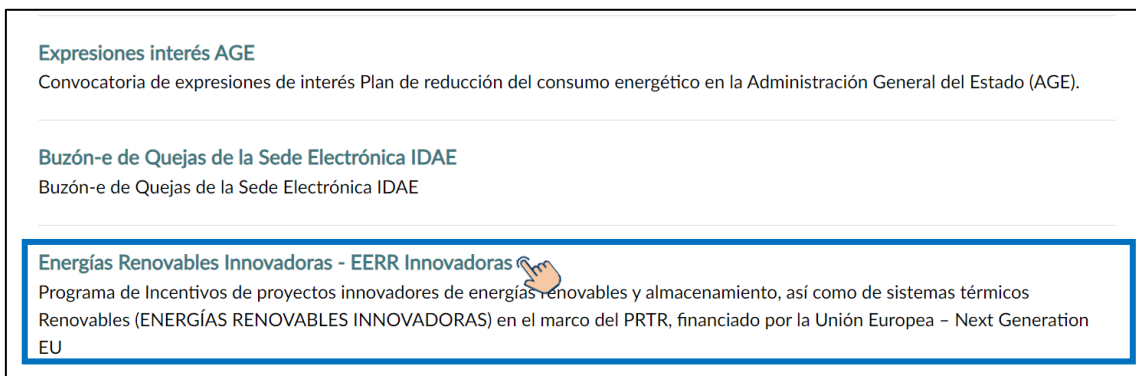 Expresiones interés AGE
Convocatoria de expresiones de interés Plan de reducción del consumo energético en la Administración General del Estado (AGE).
Buzón-e de Quejas de la Sede Electrónica IDAE
Buzón-e de Quejas de la Sede Electrónica IDAE
Energías Renovables Innovadoras - EERR Innovadoras
Programa de Incentivos de proyectos innovadores de energías renovables y almacenamiento, así como de sistemas térmicos
Renovables (ENERGÍAS RENOVABLES INNOVADORAS) en el marco del PRTR, financiado por la Unión Europea – Next Generation
EU